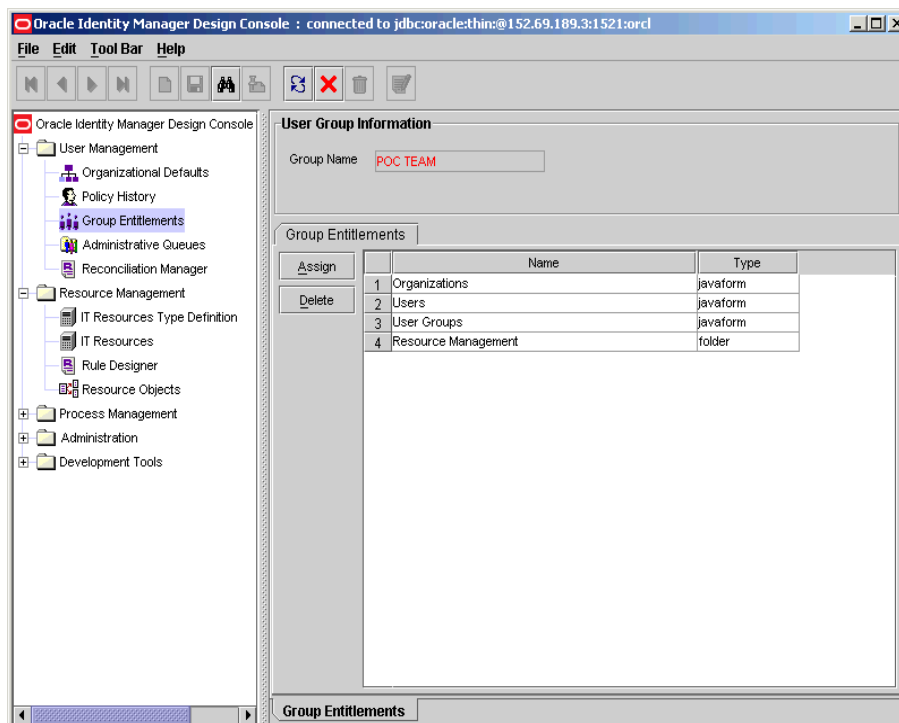 Oracle Identity Manager Design Console : connected to jdbc:oracle:thin:@152.69.189.3:1521:orcl
File Edit Tool Bar Help
Oracle Identity Manager Design Console
User Management
Organizational Defaults
Policy History
Group Entitlements
Administrative Queues
Reconciliation Manager
Resource Management
IT Resources Type Definition
IT Resources
Rule Designer
Resource Objects
Process Management
Administration
Development Tools
User Group Information
Group Name POC TEAM
Group Entitlements
Assign
Delete
Name Type
1 Organizations javaform
2 Users javaform
3 User Groups javaform
4 Resource Management folder
Group Entitlements